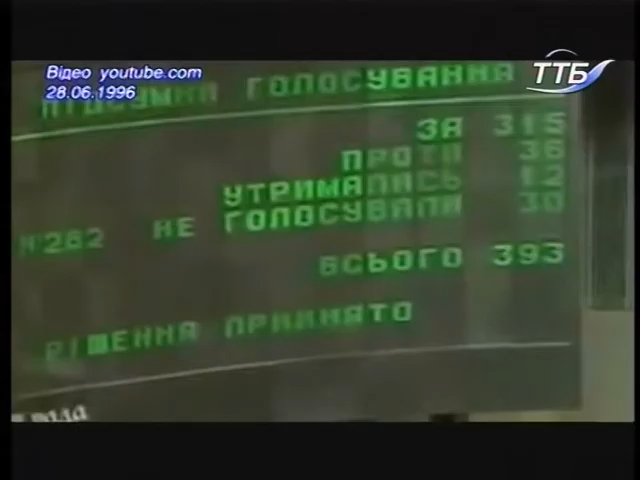 Відео youtube.com
28.06.1996
ТТБ
ПІДСУМКИ ГОЛОСУВАННЯ
ЗА 315
ПРОТИ 36
УТРИМАЛИСЬ 12
№262 НЕ ГОЛОСУВАЛИ 30
ВСЬОГО 393
РІШЕННЯ ПРИЙНЯТО